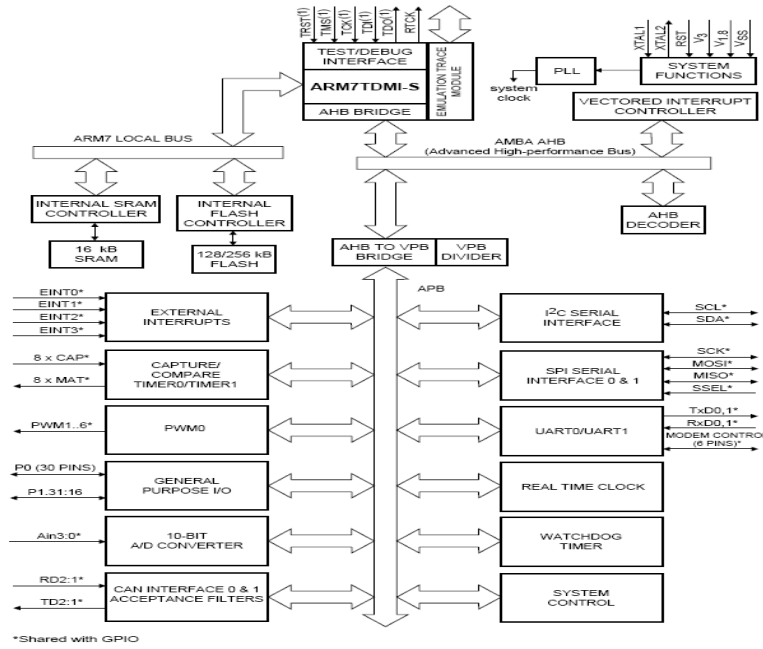 TRST(1)
TMS(1)
TCK(1)
TDI(1)
TDO(1)
RTCK
XTAL1
XTAL2
RST
V3
V1.8
VSS
TEST/DEBUG
INTERFACE
ARM7TDMI-S
AHB BRIDGE
EMULATION TRACE
MODULE
PLL
system
clock
SYSTEM
FUNCTIONS
VECTORED INTERRUPT
CONTROLLER
ARM7 LOCAL BUS
AMBA AHB
(Advanced High-performance Bus)
INTERNAL SRAM
CONTROLLER
16 kB
SRAM
INTERNAL
FLASH
CONTROLLER
128/256 kB
FLASH
AHB
DECODER
AHB TO VPB
BRIDGE
VPB
DIVIDER
APB
EINT0*
EINT1*
EINT2*
EINT3*
EXTERNAL
INTERRUPTS
I2C SERIAL
INTERFACE
SCL*
SDA*
8 x CAP*
8 x MAT*
CAPTURE/
COMPARE
TIMER0/TIMER1
SPI SERIAL
INTERFACE 0 & 1
SCK*
MOSI*
MISO*
SSEL*
PWM1..6*
PWM0
UART0/UART1
TxD0,1*
RxD0,1*
MODEM CONTRO
(6 PINS)*
P0 (30 PINS)
P1.31:16
GENERAL
PURPOSE I/O
REAL TIME CLOCK
Ain3:0*
10-BIT
A/D CONVERTER
WATCHDOG
TIMER
RD2:1*
TD2:1*
CAN INTERFACE 0 & 1
ACCEPTANCE FILTERS
SYSTEM
CONTROL
*Shared with GPIO